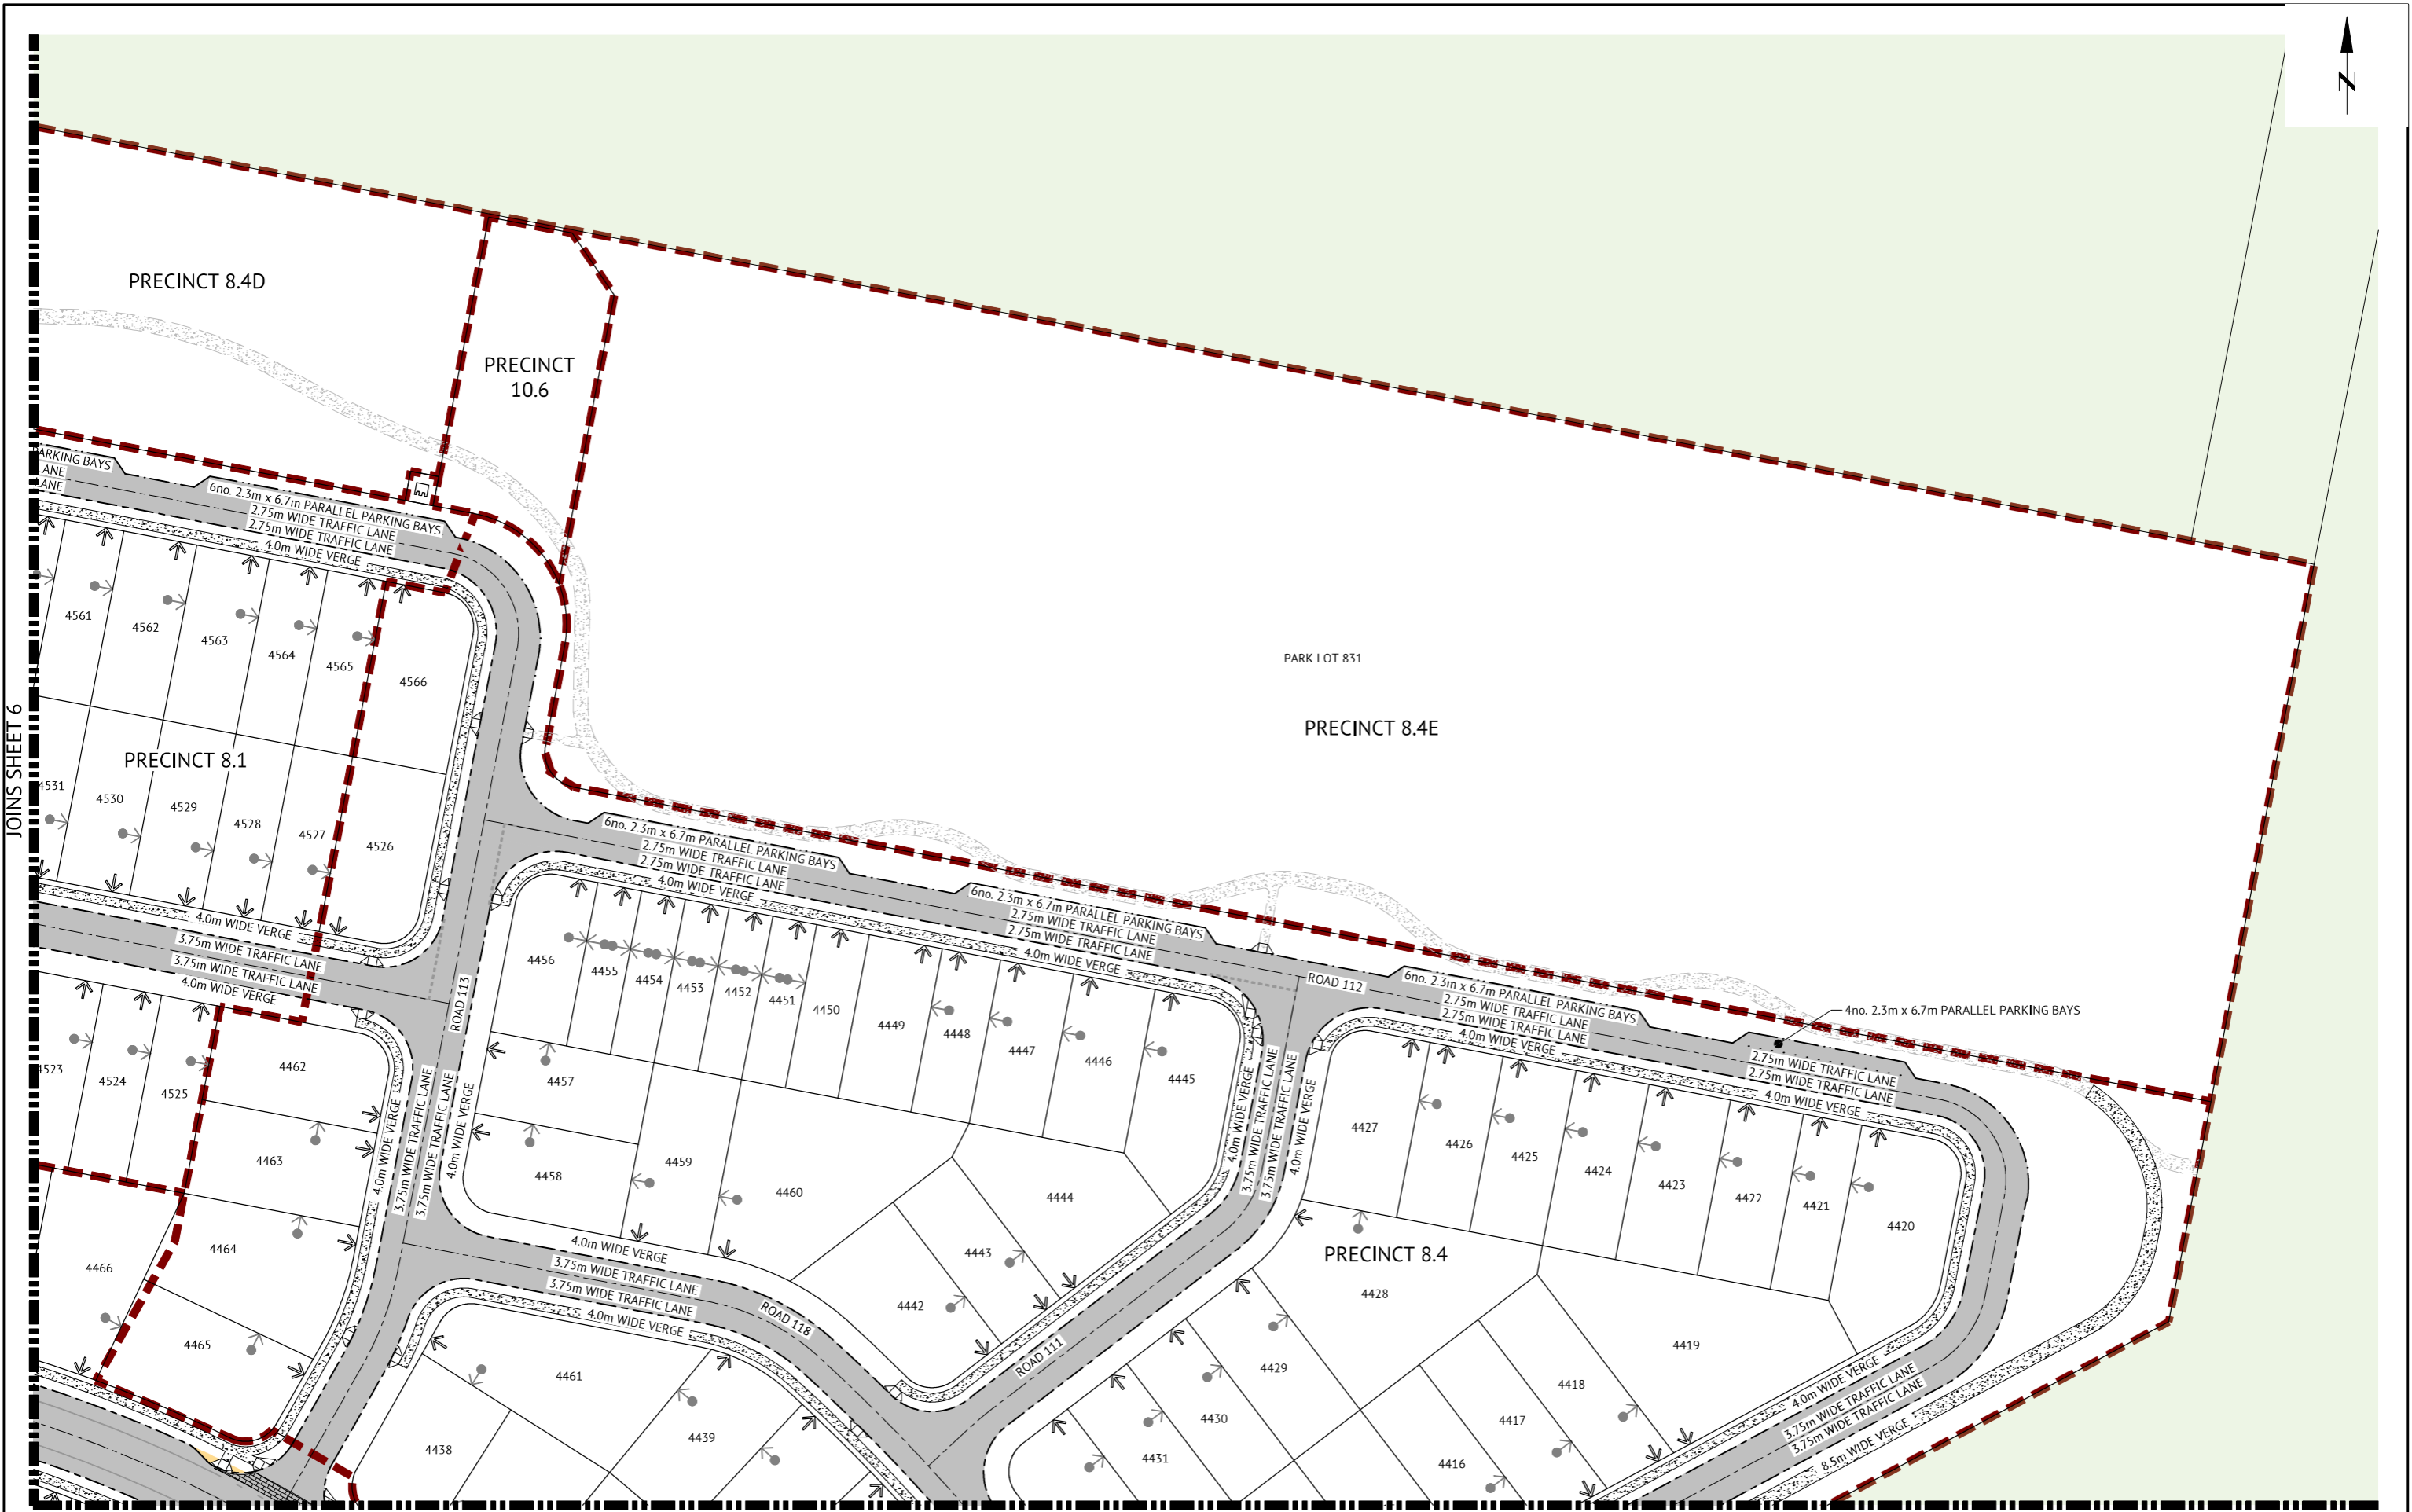 N
PRECINCT 8.4D
PRECINCT
10.6
PARKING BAYS
LANE
LANE
6no. 2.3m x 6.7m PARALLEL PARKING BAYS
2.75m WIDE TRAFFIC LANE
2.75m WIDE TRAFFIC LANE
4.0m WIDE VERGE
4561
4562
4563
4564
4565
4566
PARK LOT 831
PRECINCT 8.4E
JOINS SHEET 6
PRECINCT 8.1
4531
4530
4529
4528
4527
4526
4.0m WIDE VERGE
3.75m WIDE TRAFFIC LANE
3.75m WIDE TRAFFIC LANE
4.0m WIDE VERGE
6no. 2.3m x 6.7m PARALLEL PARKING BAYS
2.75m WIDE TRAFFIC LANE
2.75m WIDE TRAFFIC LANE
4.0m WIDE VERGE
6no. 2.3m x 6.7m PARALLEL PARKING BAYS
2.75m WIDE TRAFFIC LANE
2.75m WIDE TRAFFIC LANE
4.0m WIDE VERGE
ROAD 112
6no. 2.3m x 6.7m PARALLEL PARKING BAYS
2.75m WIDE TRAFFIC LANE
2.75m WIDE TRAFFIC LANE
4.0m WIDE VERGE
4no. 2.3m x 6.7m PARALLEL PARKING BAYS
2.75m WIDE TRAFFIC LANE
2.75m WIDE TRAFFIC LANE
4.0m WIDE VERGE
ROAD 113
4456
4455
4454
4453
4452
4451
4450
4449
4448
4447
4446
4445
4523
4524
4525
4462
4457
4463
4458
4459
4460
4444
4.0m WIDE VERGE
3.75m WIDE TRAFFIC LANE
3.75m WIDE TRAFFIC LANE
4.0m WIDE VERGE
4.0m WIDE VERGE
3.75m WIDE TRAFFIC LANE
3.75m WIDE TRAFFIC LANE
4.0m WIDE VERGE
4427
4426
4425
4424
4423
4422
4421
4420
4464
4466
4465
4443
4442
PRECINCT 8.4
4428
4.0m WIDE VERGE
3.75m WIDE TRAFFIC LANE
3.75m WIDE TRAFFIC LANE
4.0m WIDE VERGE
ROAD 118
ROAD 111
4461
4438
4439
4429
4430
4431
4419
4418
4417
4416
4.0m WIDE VERGE
3.75m WIDE TRAFFIC LANE
3.75m WIDE TRAFFIC LANE
8.5m WIDE VERGE